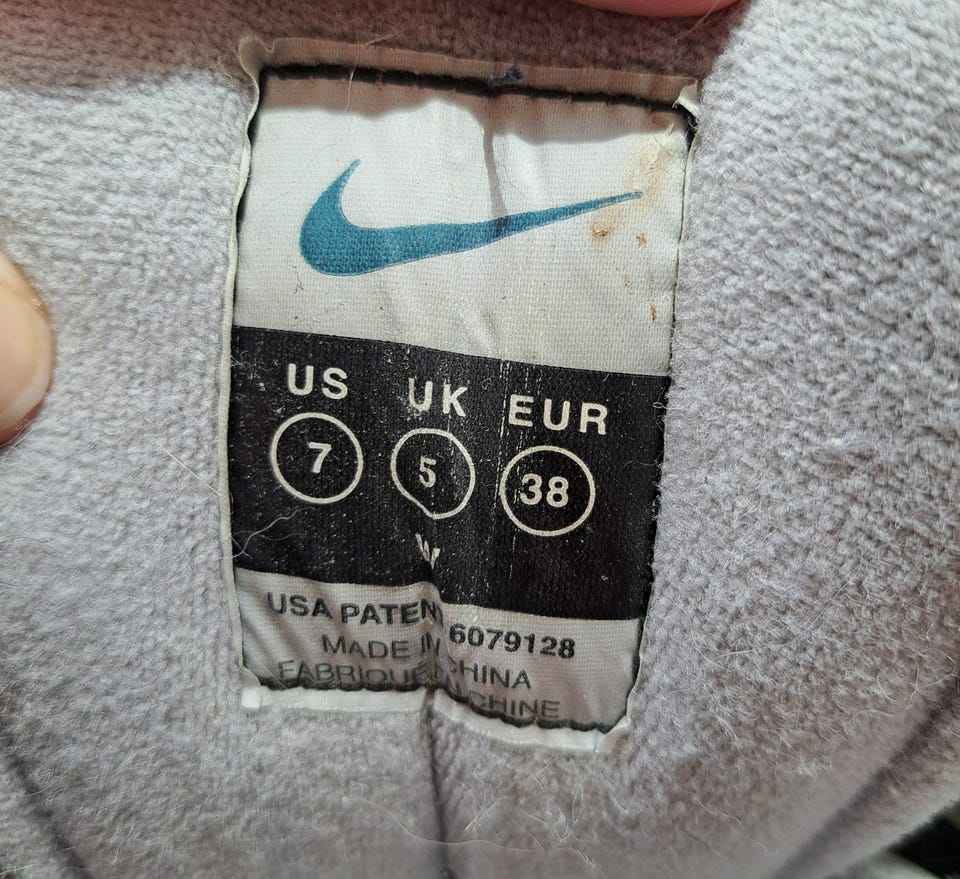 US UK EUR
7 5 38
W
USA PATENT 6079128
MADE IN CHINA
FABRIQUE EN CHINE